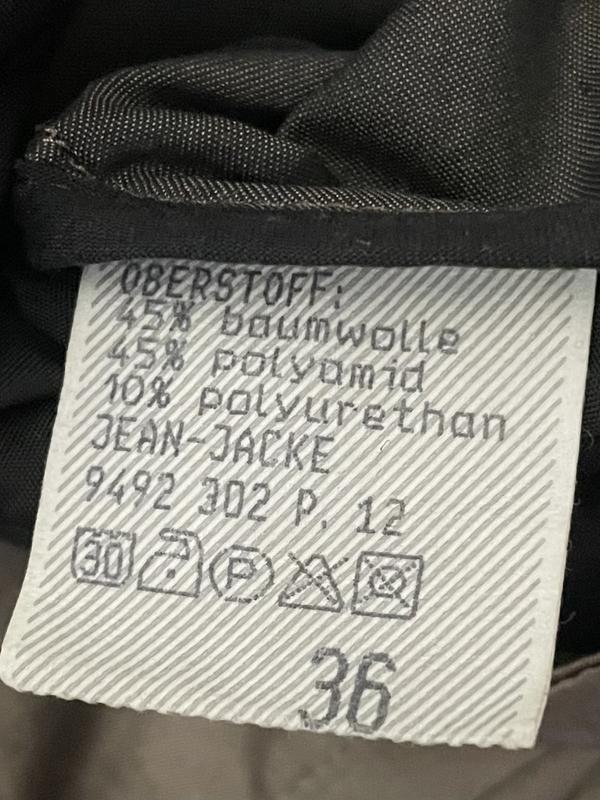 OBERSTOFF:
45% baumwolle
45% polyamid
10% polyurethan
JEAN-JACKE
9492 302 P. 12
30 P
36